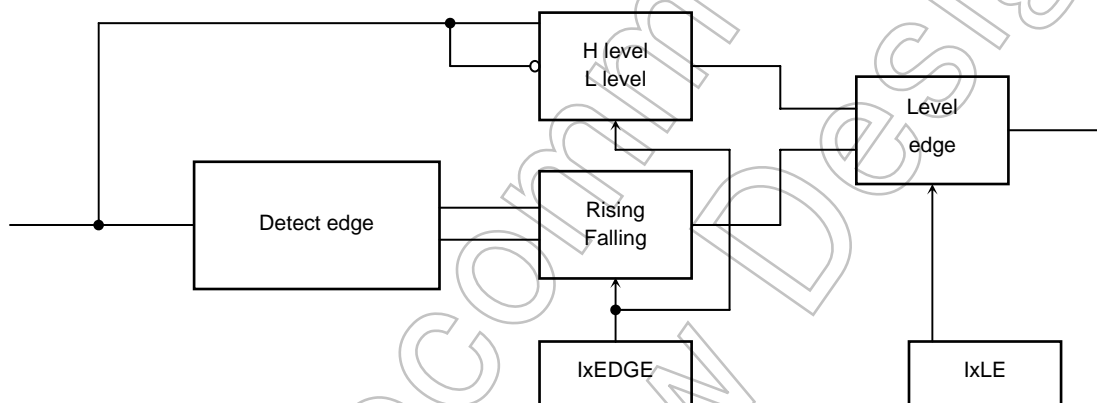 H level
L level
Level
edge
Detect edge
Rising
Falling
IxEDGE
IxLE